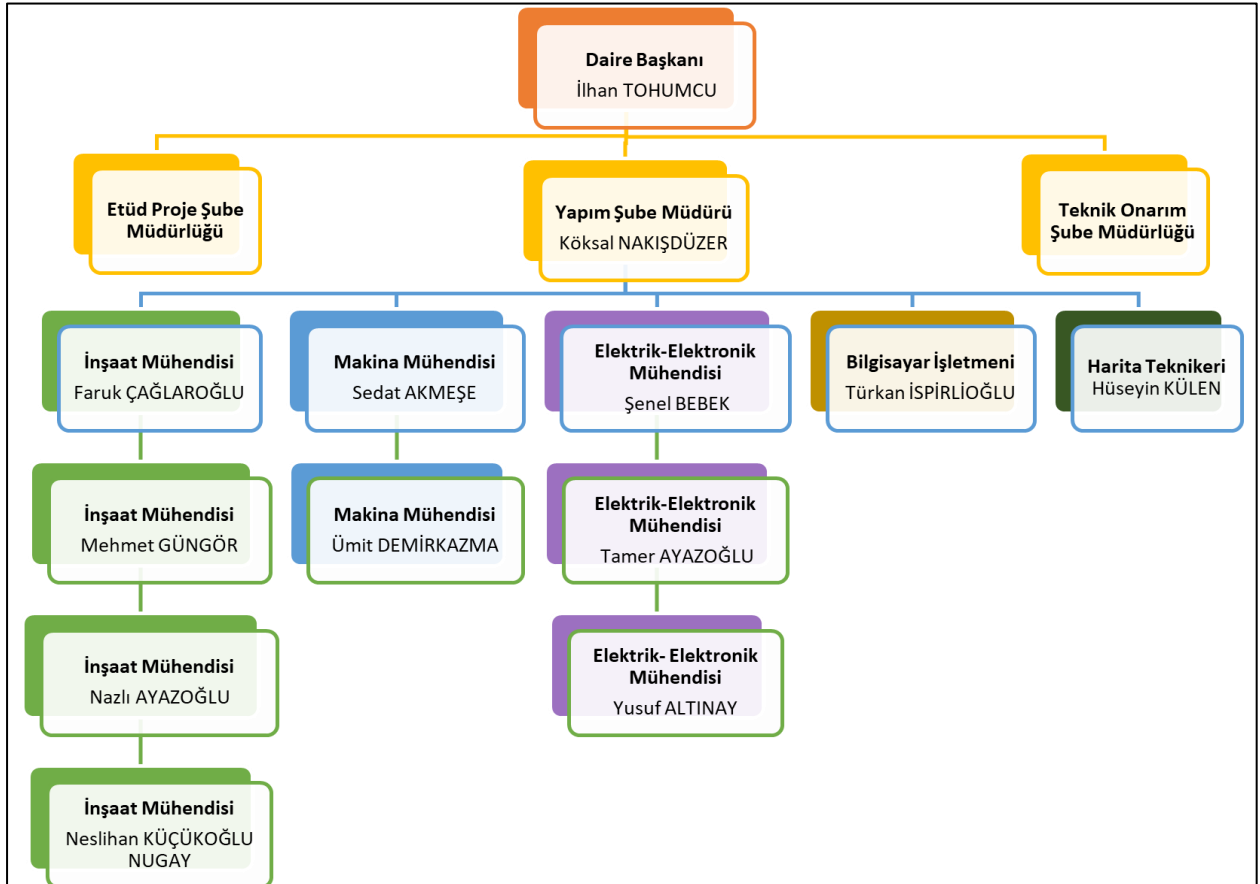 Daire Başkanı
İlhan TOHUMCU
Etüd Proje Şube
Müdürlüğü
Yapım Şube Müdürü
Köksal NAKIŞDÜZER
Teknik Onarım
Şube Müdürlüğü
İnşaat Mühendisi
Faruk ÇAĞLAROĞLU
Makina Mühendisi
Sedat AKMEŞE
Elektrik-Elektronik
Mühendisi
Şenel BEBEK
Bilgisayar İşletmeni
Türkan İSPİRLİOĞLU
Harita Teknikeri
Hüseyin KÜLEN
İnşaat Mühendisi
Mehmet GÜNGÖR
Makina Mühendisi
Ümit DEMİRKAZMA
Elektrik-Elektronik
Mühendisi
Tamer AYAZOĞLU
İnşaat Mühendisi
Nazlı AYAZOĞLU
Elektrik- Elektronik
Mühendisi
Yusuf ALTINAY
İnşaat Mühendisi
Neslihan KÜÇÜKOĞLU
NUGAY